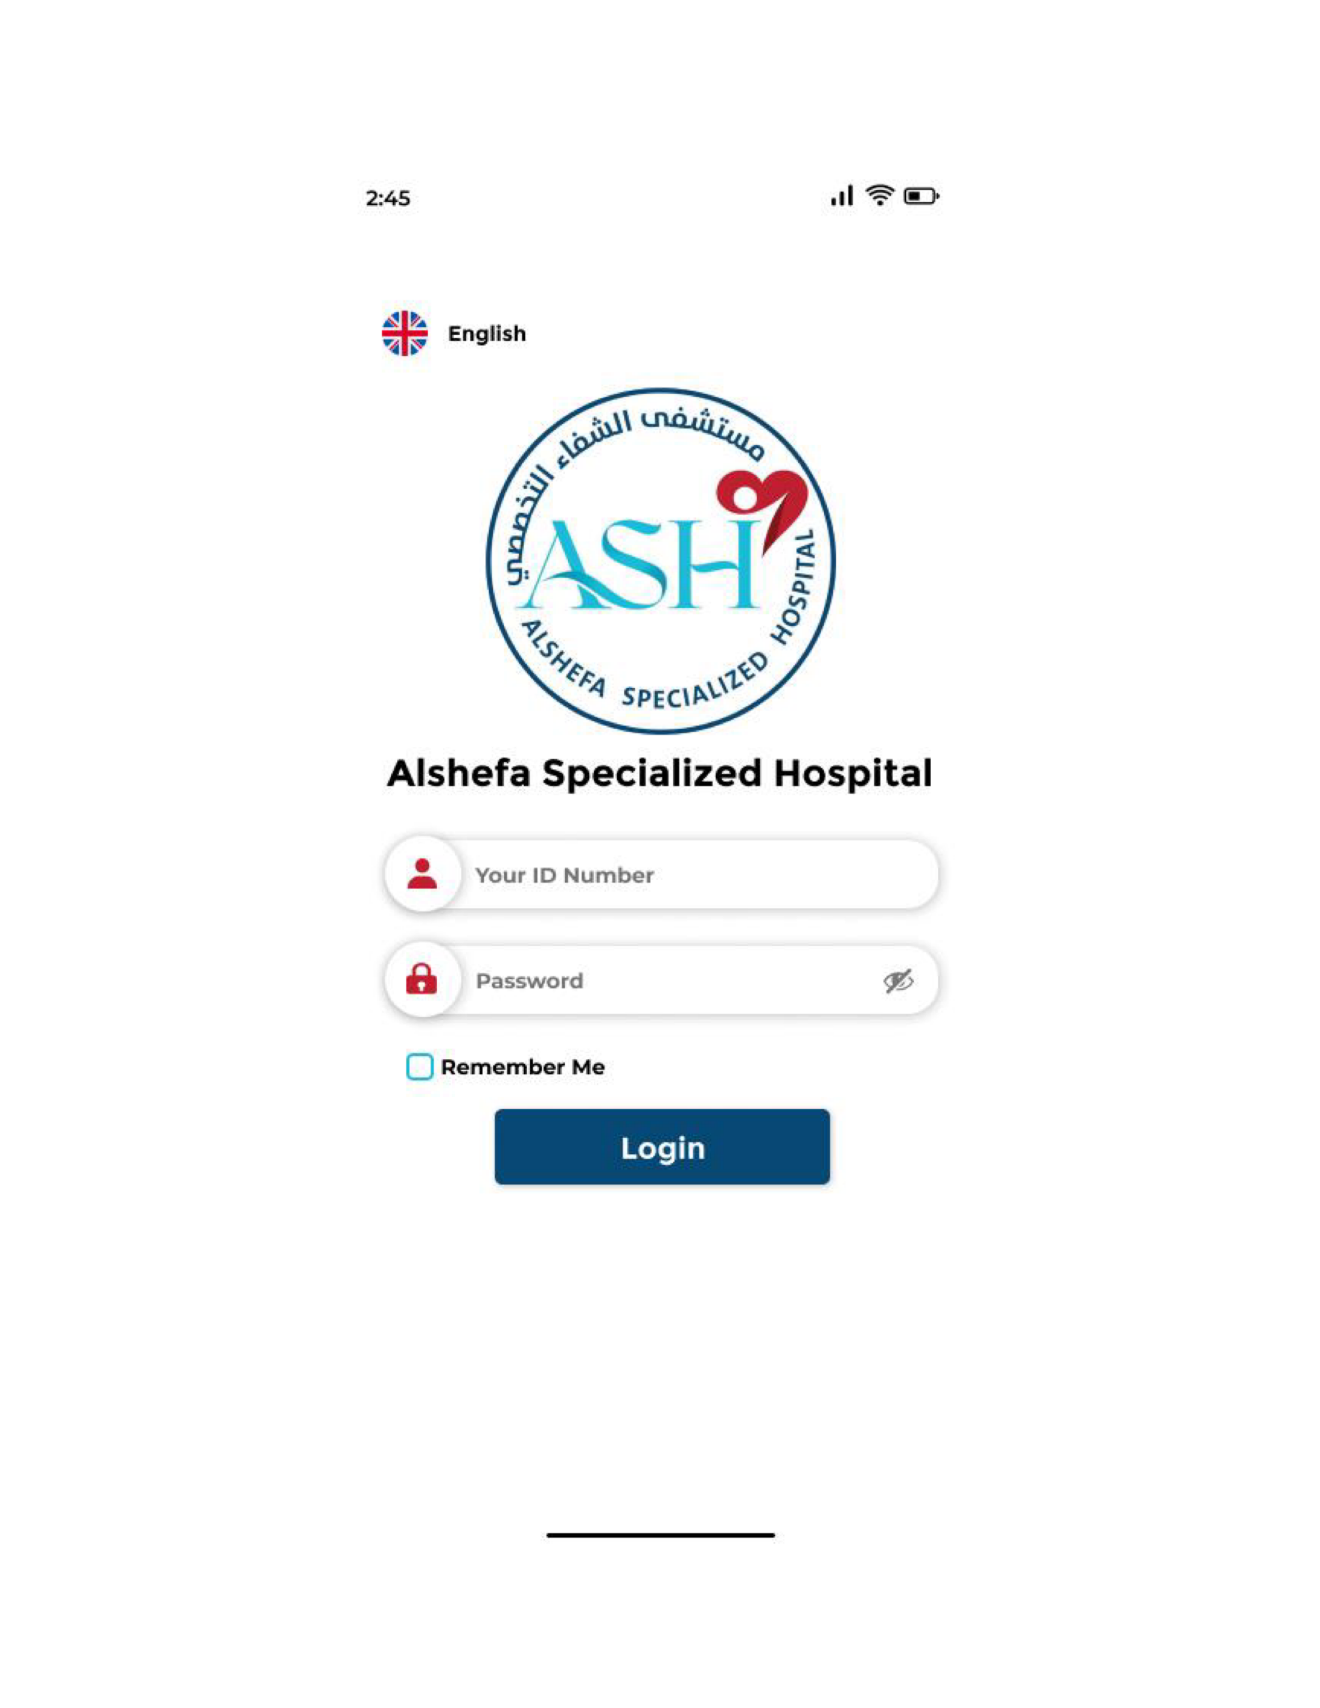 2:45
English
مستشفى الشفاء التخصصي
ASH
ALSHEFA SPECIALIZED HOSPITAL
Alshefa Specialized Hospital
Your ID Number
Password
Remember Me
Login